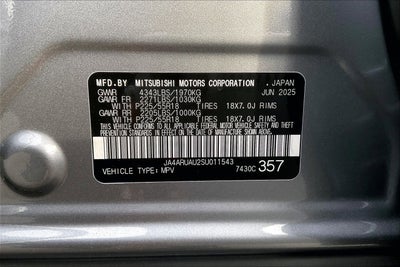 MFD.BY MITSUBISHI MOTORS CORPORATION . JAPAN
GVWR 4343LBS/1970KG JUN 2025
GAWR FR 2271LBS/1030KG
WITH P225/55R18 TIRES 18X7.0J RIMS
GAWR RR 2205LBS/1000KG
WITH P225/55R18 TIRES 18X7.0J RIMS
THIS VEHICLE CONFORMS TO ALL APPLICABLE
FEDERAL MOTOR VEHICLE SAFETY AND
THEFT PREVENTION STANDARDS IN EFFECT
ON THE DATE OF MANUFACTURE SHOWN ABOVE.
JA4ARUAU2SU011543
VEHICLE TYPE: MPV 7430C 357